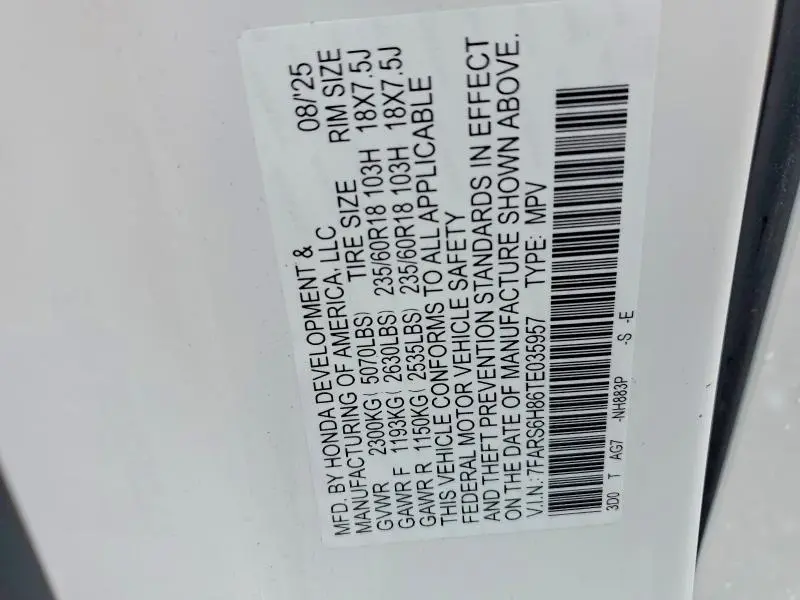 MFD. BY HONDA DEVELOPMENT & 08/'25
MANUFACTURING OF AMERICA, LLC TIRE SIZE RIM SIZE
GVWR 2300KG( 5070LBS) 235/60R18 103H 18X7.5J
GAWR F 1193KG( 2630LBS) 235/60R18 103H 18X7.5J
GAWR R 1150KG( 2535LBS)
THIS VEHICLE CONFORMS TO ALL APPLICABLE
FEDERAL MOTOR VEHICLE SAFETY
AND THEFT PREVENTION STANDARDS IN EFFECT
ON THE DATE OF MANUFACTURE SHOWN ABOVE.
V.I.N.: 7FARS6H86TE035957 TYPE: MPV
3D0 T AG7 -NH883P -S -E